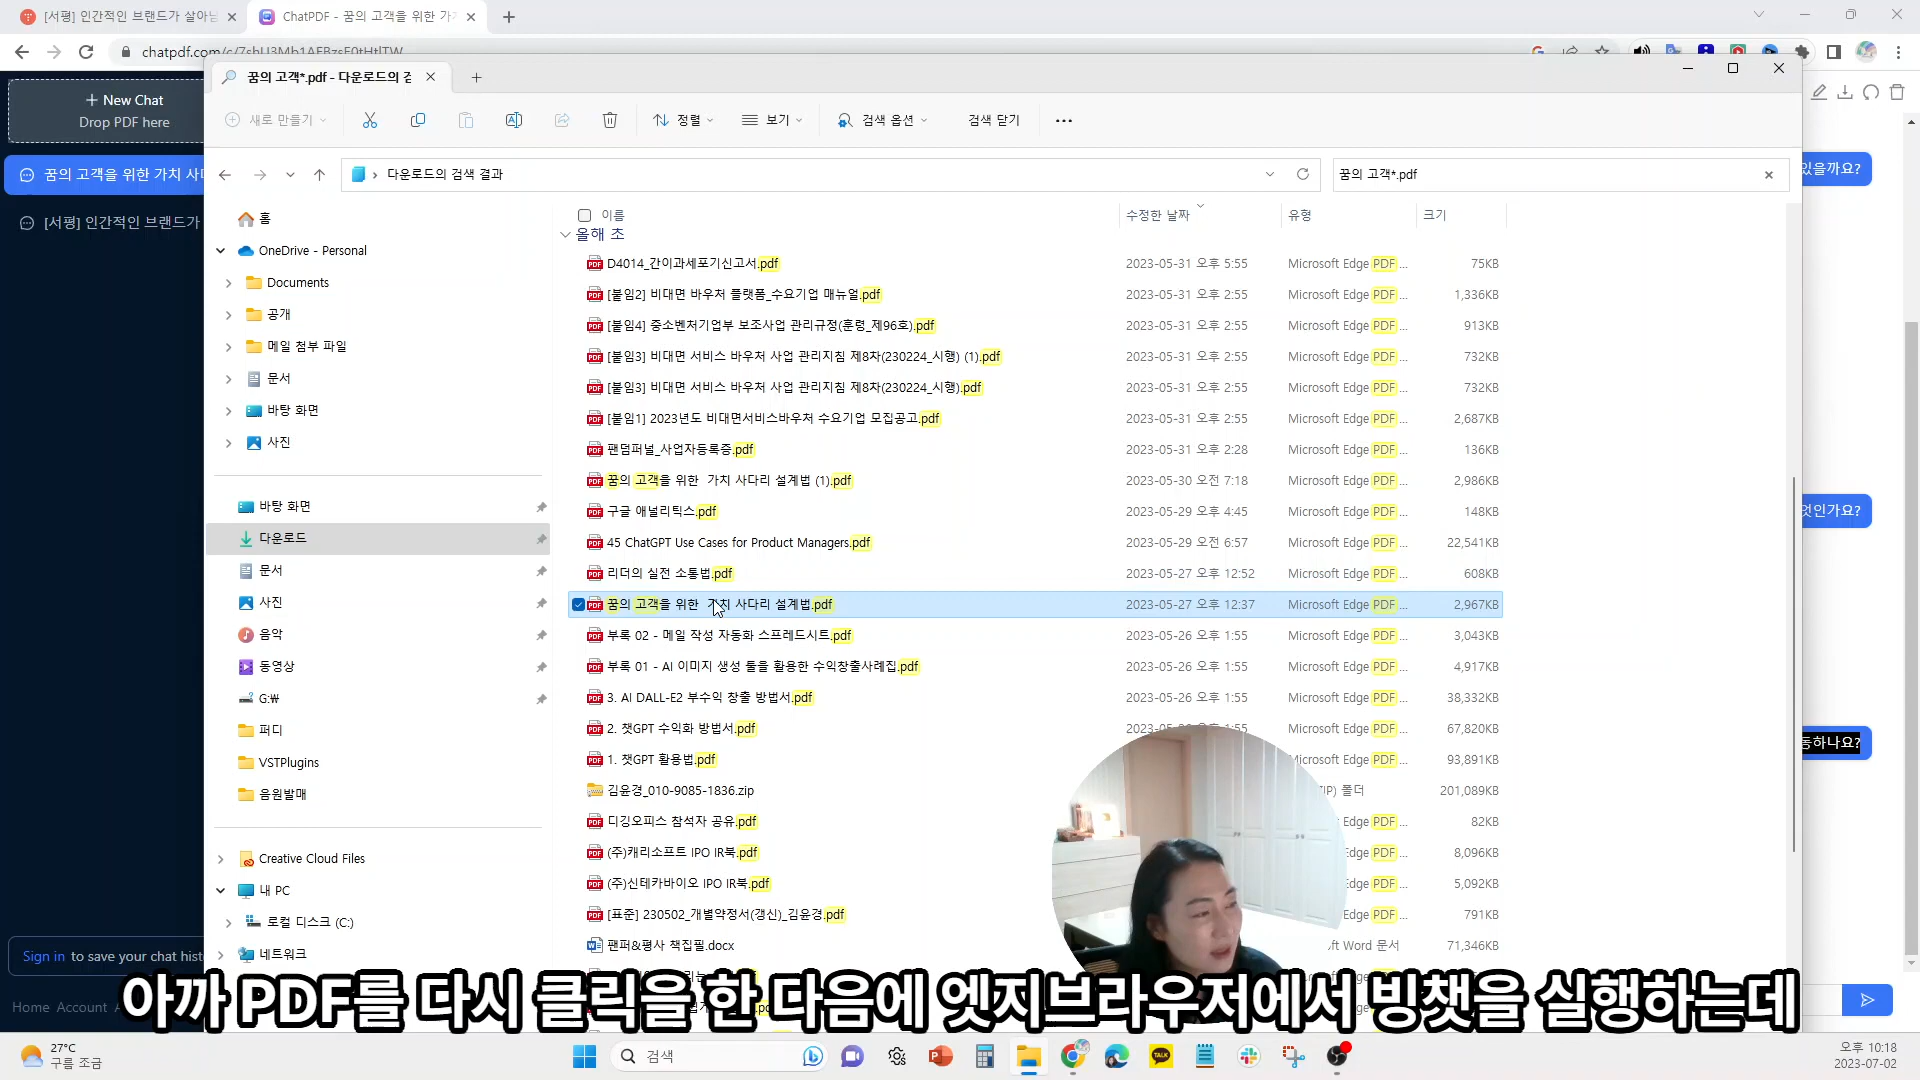 [서평] 인간적인 브랜드가 살아남
ChatPDF - 꿈의 고객을 위한 가
chatpdf.com/c/7shU3Mb1AFBzsE0tHtlTW
꿈의 고객*.pdf - 다운로드의 검
New Chat
Drop PDF here
꿈의 고객을 위한 가치 사다
[서평] 인간적인 브랜드가
새로 만들기
정렬
보기
검색 옵션
검색 닫기
다운로드의 검색 결과
꿈의 고객*.pdf
있을까요?
엇인가요?
동하나요?
홈
OneDrive - Personal
Documents
공개
메일 첨부 파일
문서
바탕 화면
사진
바탕 화면
다운로드
문서
사진
음악
동영상
G:₩
퍼디
VSTPlugins
음원발매
Creative Cloud Files
내 PC
로컬 디스크 (C:)
네트워크
이름 수정한 날짜 유형 크기
올해 초
D4014_간이과세포기신고서.pdf 2023-05-31 오후 5:55 Microsoft Edge PDF ... 75KB
[붙임2] 비대면 바우처 플랫폼_수요기업 매뉴얼.pdf 2023-05-31 오후 2:55 Microsoft Edge PDF ... 1,336KB
[붙임4] 중소벤처기업부 보조사업 관리규정(훈령_제96호).pdf 2023-05-31 오후 2:55 Microsoft Edge PDF ... 913KB
[붙임3] 비대면 서비스 바우처 사업 관리지침 제8차(230224_시행) (1).pdf 2023-05-31 오후 2:55 Microsoft Edge PDF ... 732KB
[붙임3] 비대면 서비스 바우처 사업 관리지침 제8차(230224_시행).pdf 2023-05-31 오후 2:55 Microsoft Edge PDF ... 732KB
[붙임1] 2023년도 비대면서비스바우처 수요기업 모집공고.pdf 2023-05-31 오후 2:55 Microsoft Edge PDF ... 2,687KB
팬덤퍼널_사업자등록증.pdf 2023-05-31 오후 2:28 Microsoft Edge PDF ... 136KB
꿈의 고객을 위한 가치 사다리 설계법 (1).pdf 2023-05-30 오전 7:18 Microsoft Edge PDF ... 2,986KB
구글 애널리틱스.pdf 2023-05-29 오후 4:45 Microsoft Edge PDF ... 148KB
45 ChatGPT Use Cases for Product Managers.pdf 2023-05-29 오전 6:57 Microsoft Edge PDF ... 22,541KB
리더의 실전 소통법.pdf 2023-05-27 오후 12:52 Microsoft Edge PDF ... 608KB
꿈의 고객을 위한 가치 사다리 설계법.pdf 2023-05-27 오후 12:37 Microsoft Edge PDF ... 2,967KB
부록 02 - 메일 작성 자동화 스프레드시트.pdf 2023-05-26 오후 1:55 Microsoft Edge PDF ... 3,043KB
부록 01 - AI 이미지 생성 툴을 활용한 수익창출사례집.pdf 2023-05-26 오후 1:55 Microsoft Edge PDF ... 4,917KB
3. AI DALL-E2 부수익 창출 방법서.pdf 2023-05-26 오후 1:55 Microsoft Edge PDF ... 38,332KB
2. 챗GPT 수익화 방법서.pdf Microsoft Edge PDF ... 67,820KB
1. 챗GPT 활용법.pdf Microsoft Edge PDF ... 93,891KB
김윤경_010-9085-1836.zip 폴더 201,089KB
디깅오피스 참석자 공유.pdf Edge PDF ... 82KB
(주)캐리소프트 IPO IR북.pdf Edge PDF ... 8,096KB
(주)신테카바이오 IPO IR북.pdf Edge PDF ... 5,092KB
[표준] 230502_개별약정서(갱신)_김윤경.pdf Edge PDF ... 791KB
팬퍼&평사 책집필.docx Word 문서 71,346KB
Sign in to save your chat hist
Home Account
아까 PDF를 다시 클릭을 한 다음에 엣지브라우저에서 빙챗을 실행하는데
27°C
구름 조금
검색
TALK
오후 10:18
2023-07-02